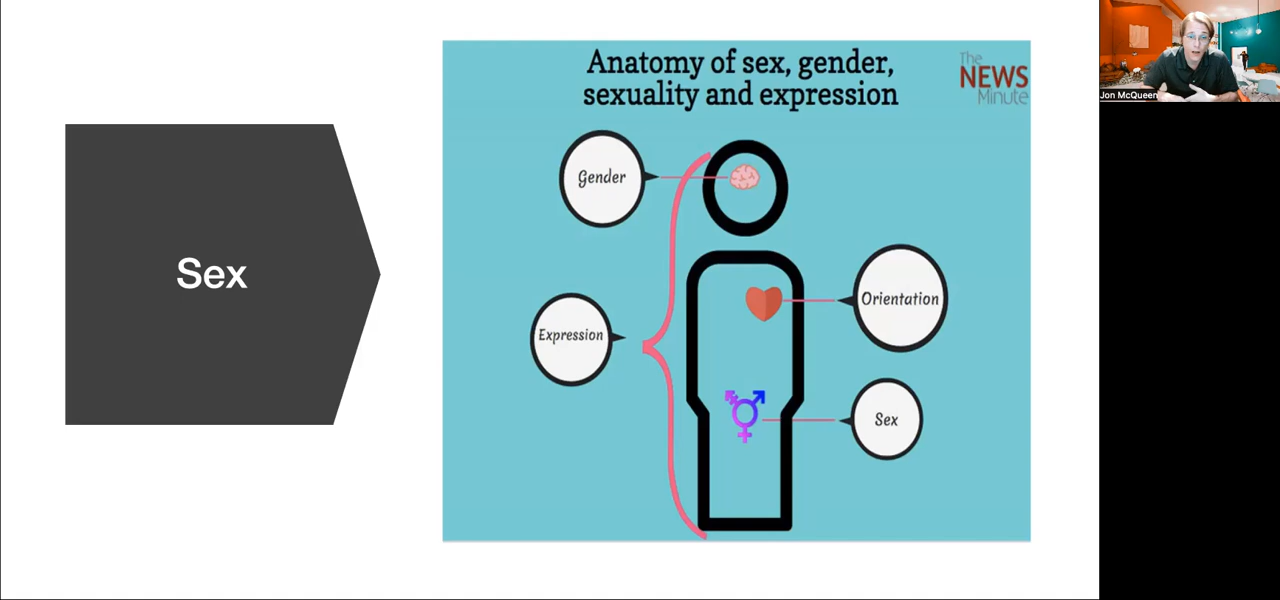 Sex
Anatomy of sex, gender,
sexuality and expression
The
NEWS
Minute
Gender
Orientation
Expression
Sex
Jon McQueen